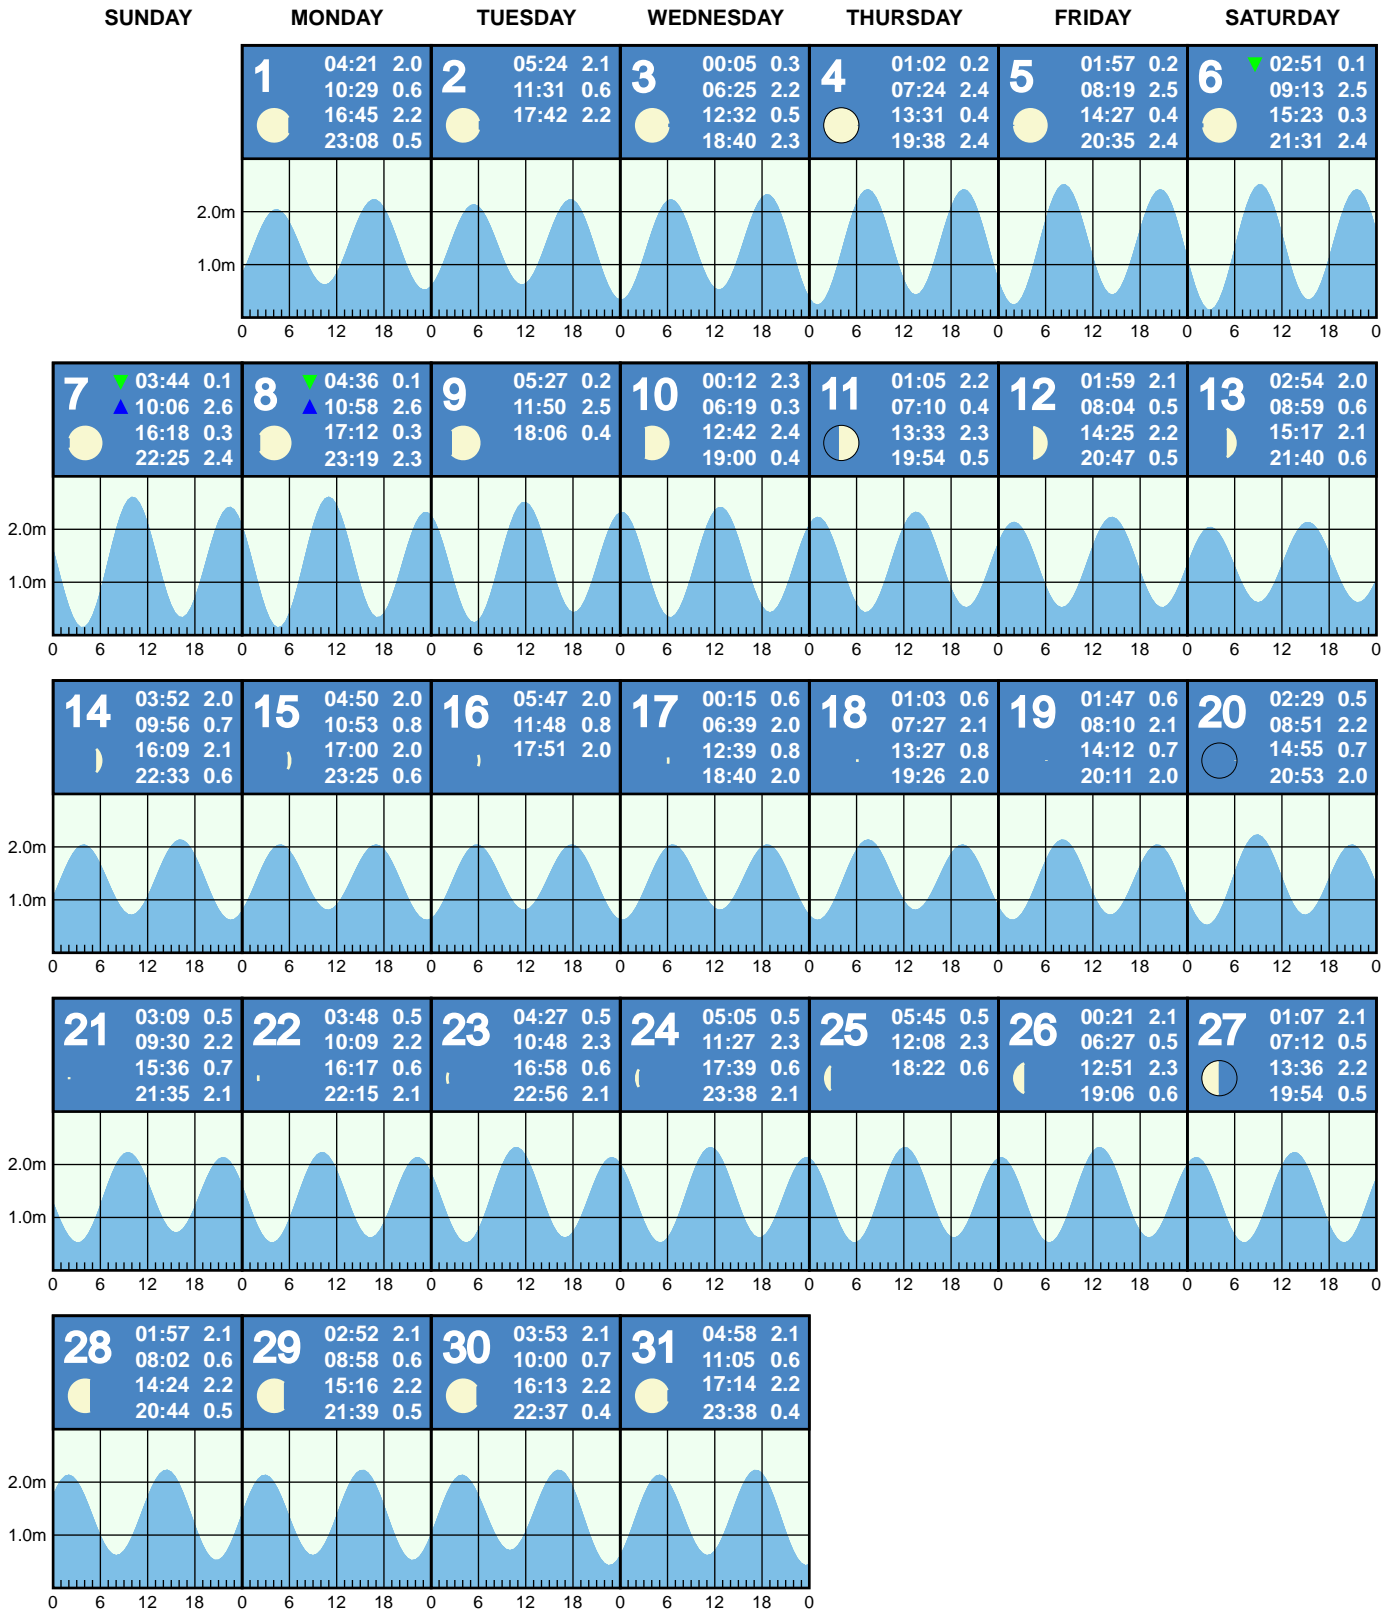 SUNDAY MONDAY TUESDAY WEDNESDAY THURSDAY FRIDAY SATURDAY
1 04:21 2.0
10:29 0.6
16:45 2.2
23:08 0.5
2 05:24 2.1
11:31 0.6
17:42 2.2
3 00:05 0.3
06:25 2.2
12:32 0.5
18:40 2.3
4 01:02 0.2
07:24 2.4
13:31 0.4
19:38 2.4
5 01:57 0.2
08:19 2.5
14:27 0.4
20:35 2.4
6 02:51 0.1
09:13 2.5
15:23 0.3
21:31 2.4
2.0m
1.0m
0 6 12 18 0 6 12 18 0 6 12 18 0 6 12 18 0 6 12 18 0 6 12 18 0
7 03:44 0.1
10:06 2.6
16:18 0.3
22:25 2.4
8 04:36 0.1
10:58 2.6
17:12 0.3
23:19 2.3
9 05:27 0.2
11:50 2.5
18:06 0.4
10 00:12 2.3
06:19 0.3
12:42 2.4
19:00 0.4
11 01:05 2.2
07:10 0.4
13:33 2.3
19:54 0.5
12 01:59 2.1
08:04 0.5
14:25 2.2
20:47 0.5
13 02:54 2.0
08:59 0.6
15:17 2.1
21:40 0.6
2.0m
1.0m
0 6 12 18 0 6 12 18 0 6 12 18 0 6 12 18 0 6 12 18 0 6 12 18 0 6 12 18 0
14 03:52 2.0
09:56 0.7
16:09 2.1
22:33 0.6
15 04:50 2.0
10:53 0.8
17:00 2.0
23:25 0.6
16 05:47 2.0
11:48 0.8
17:51 2.0
17 00:15 0.6
06:39 2.0
12:39 0.8
18:40 2.0
18 01:03 0.6
07:27 2.1
13:27 0.8
19:26 2.0
19 01:47 0.6
08:10 2.1
14:12 0.7
20:11 2.0
20 02:29 0.5
08:51 2.2
14:55 0.7
20:53 2.0
2.0m
1.0m
0 6 12 18 0 6 12 18 0 6 12 18 0 6 12 18 0 6 12 18 0 6 12 18 0 6 12 18 0
21 03:09 0.5
09:30 2.2
15:36 0.7
21:35 2.1
22 03:48 0.5
10:09 2.2
16:17 0.6
22:15 2.1
23 04:27 0.5
10:48 2.3
16:58 0.6
22:56 2.1
24 05:05 0.5
11:27 2.3
17:39 0.6
23:38 2.1
25 05:45 0.5
12:08 2.3
18:22 0.6
26 00:21 2.1
06:27 0.5
12:51 2.3
19:06 0.6
27 01:07 2.1
07:12 0.5
13:36 2.2
19:54 0.5
2.0m
1.0m
0 6 12 18 0 6 12 18 0 6 12 18 0 6 12 18 0 6 12 18 0 6 12 18 0 6 12 18 0
28 01:57 2.1
08:02 0.6
14:24 2.2
20:44 0.5
29 02:52 2.1
08:58 0.6
15:16 2.2
21:39 0.5
30 03:53 2.1
10:00 0.7
16:13 2.2
22:37 0.4
31 04:58 2.1
11:05 0.6
17:14 2.2
23:38 0.4
2.0m
1.0m
0 6 12 18 0 6 12 18 0 6 12 18 0 6 12 18 0